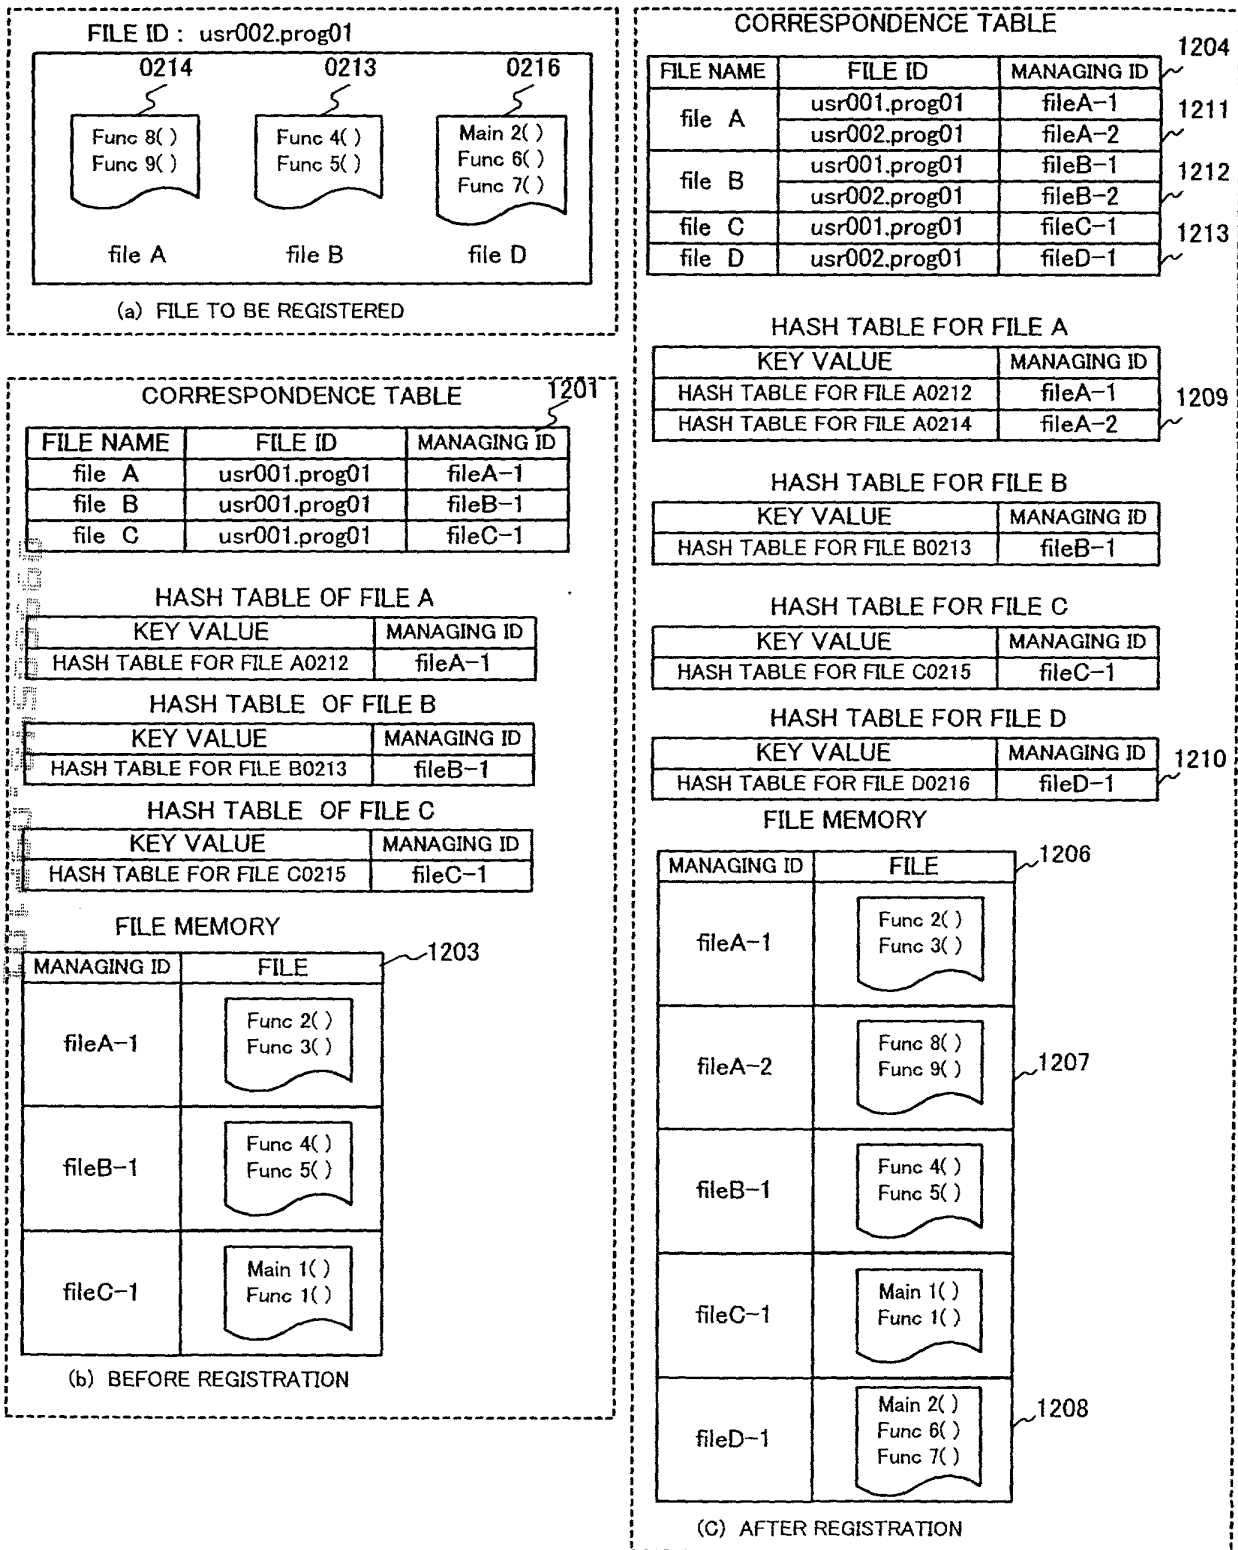 FILE ID : usr002.prog01
0214 0213 0216
Func 8( )
Func 9( )
Func 4( )
Func 5( )
Main 2( )
Func 6( )
Func 7( )
file A file B file D
(a) FILE TO BE REGISTERED
CORRESPONDENCE TABLE
1201
FILE NAME FILE ID MANAGING ID
file A usr001.prog01 fileA-1
file B usr001.prog01 fileB-1
file C usr001.prog01 fileC-1
HASH TABLE OF FILE A
KEY VALUE MANAGING ID
HASH TABLE FOR FILE A0212 fileA-1
HASH TABLE OF FILE B
KEY VALUE MANAGING ID
HASH TABLE FOR FILE B0213 fileB-1
HASH TABLE OF FILE C
KEY VALUE MANAGING ID
HASH TABLE FOR FILE C0215 fileC-1
FILE MEMORY
1203
MANAGING ID FILE
fileA-1
Func 2( )
Func 3( )
fileB-1
Func 4( )
Func 5( )
fileC-1
Main 1( )
Func 1( )
(b) BEFORE REGISTRATION
CORRESPONDENCE TABLE
1204
FILE NAME FILE ID MANAGING ID
file A usr001.prog01 fileA-1
usr002.prog01 fileA-2 1211
file B usr001.prog01 fileB-1
usr002.prog01 fileB-2 1212
file C usr001.prog01 fileC-1
file D usr002.prog01 fileD-1 1213
HASH TABLE FOR FILE A
KEY VALUE MANAGING ID
HASH TABLE FOR FILE A0212 fileA-1
HASH TABLE FOR FILE A0214 fileA-2 1209
HASH TABLE FOR FILE B
KEY VALUE MANAGING ID
HASH TABLE FOR FILE B0213 fileB-1
HASH TABLE FOR FILE C
KEY VALUE MANAGING ID
HASH TABLE FOR FILE C0215 fileC-1
HASH TABLE FOR FILE D
KEY VALUE MANAGING ID
HASH TABLE FOR FILE D0216 fileD-1 1210
FILE MEMORY
MANAGING ID FILE 1206
fileA-1
Func 2( )
Func 3( )
fileA-2
Func 8( )
Func 9( )
1207
fileB-1
Func 4( )
Func 5( )
fileC-1
Main 1( )
Func 1( )
fileD-1
Main 2( )
Func 6( )
Func 7( )
1208
(C) AFTER REGISTRATION